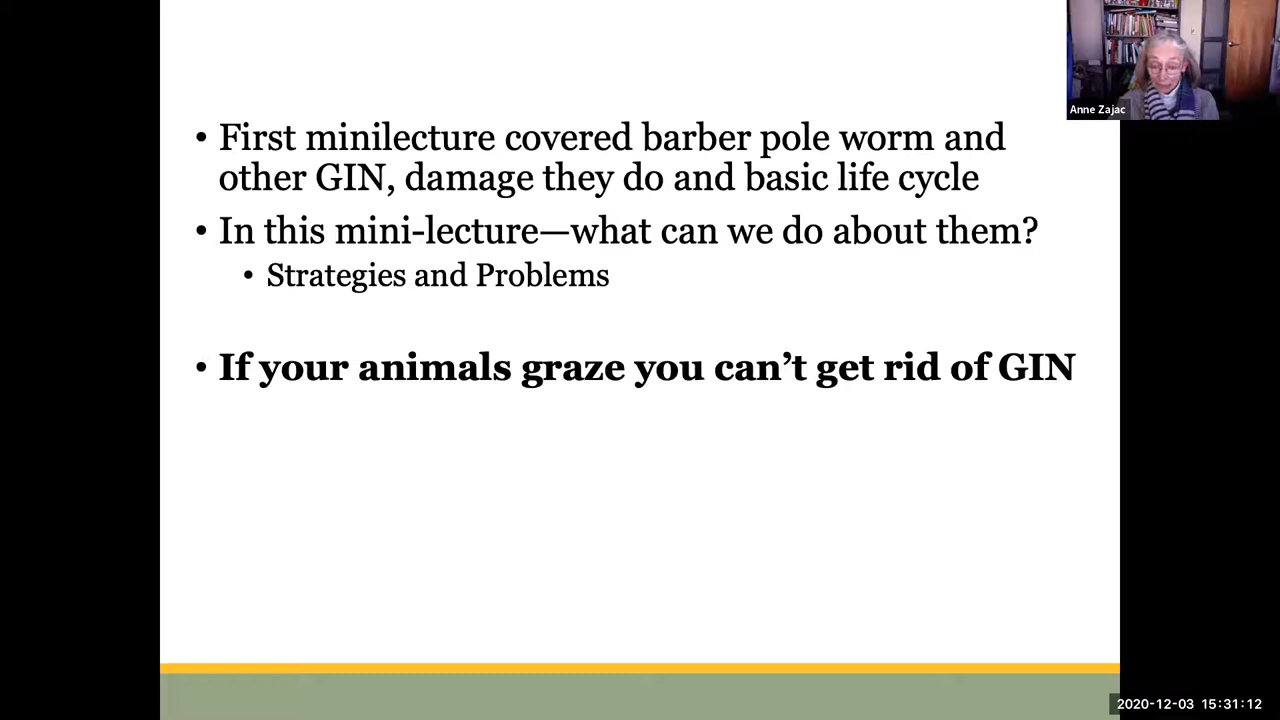 • First minilecture covered barber pole worm and
other GIN, damage they do and basic life cycle
• In this mini-lecture—what can we do about them?
• Strategies and Problems
• If your animals graze you can’t get rid of GIN
Anne Zajac
2020-12-03 15:31:12